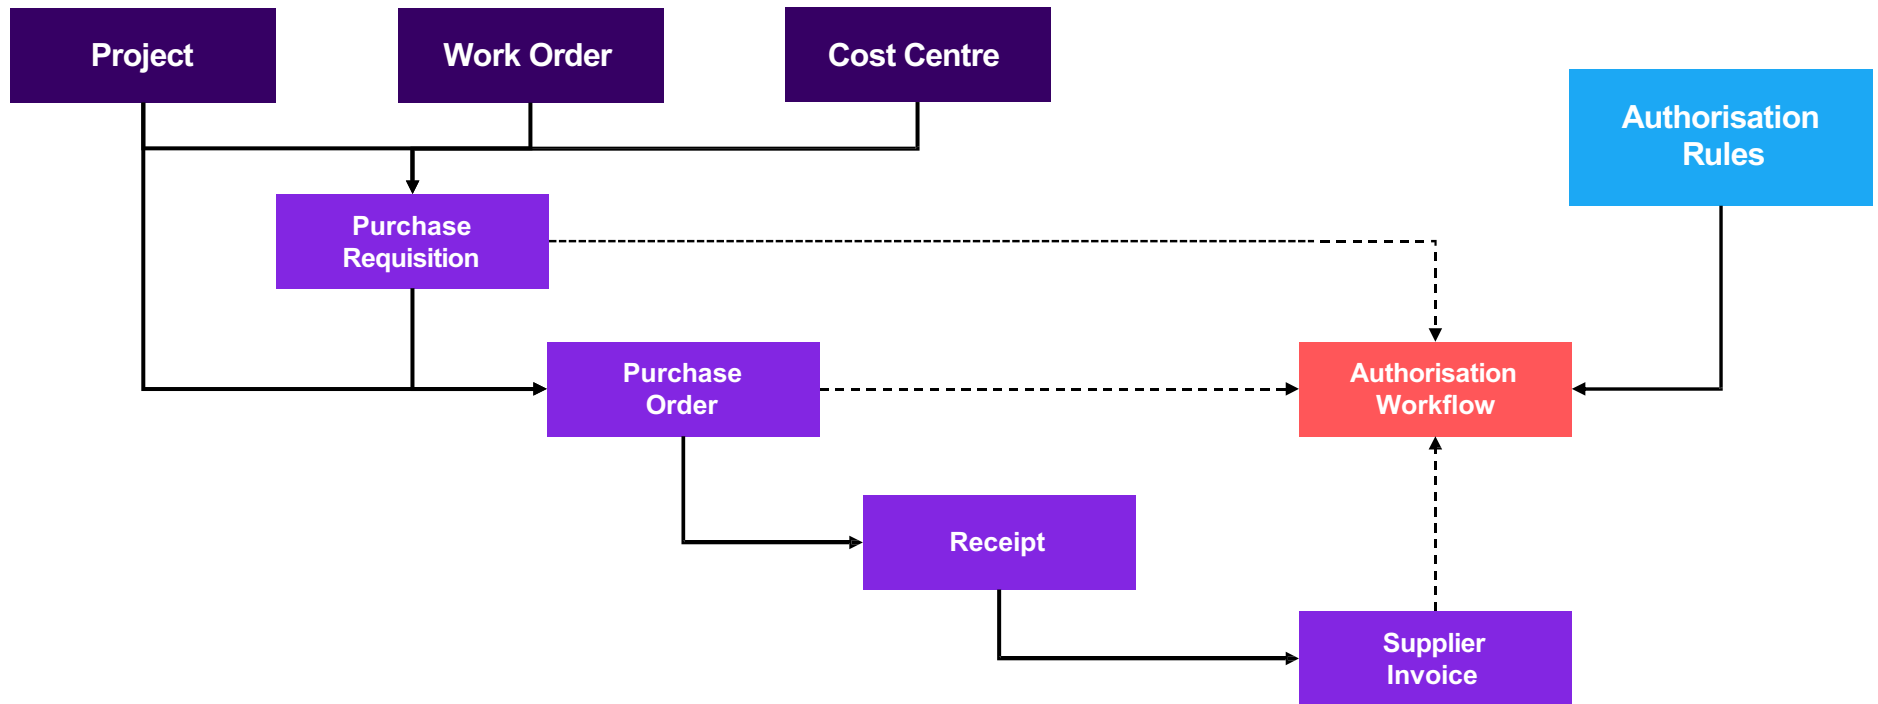 Project
Work Order
Cost Centre
Authorisation
Rules
Purchase
Requisition
Purchase
Order
Authorisation
Workflow
Receipt
Supplier
Invoice